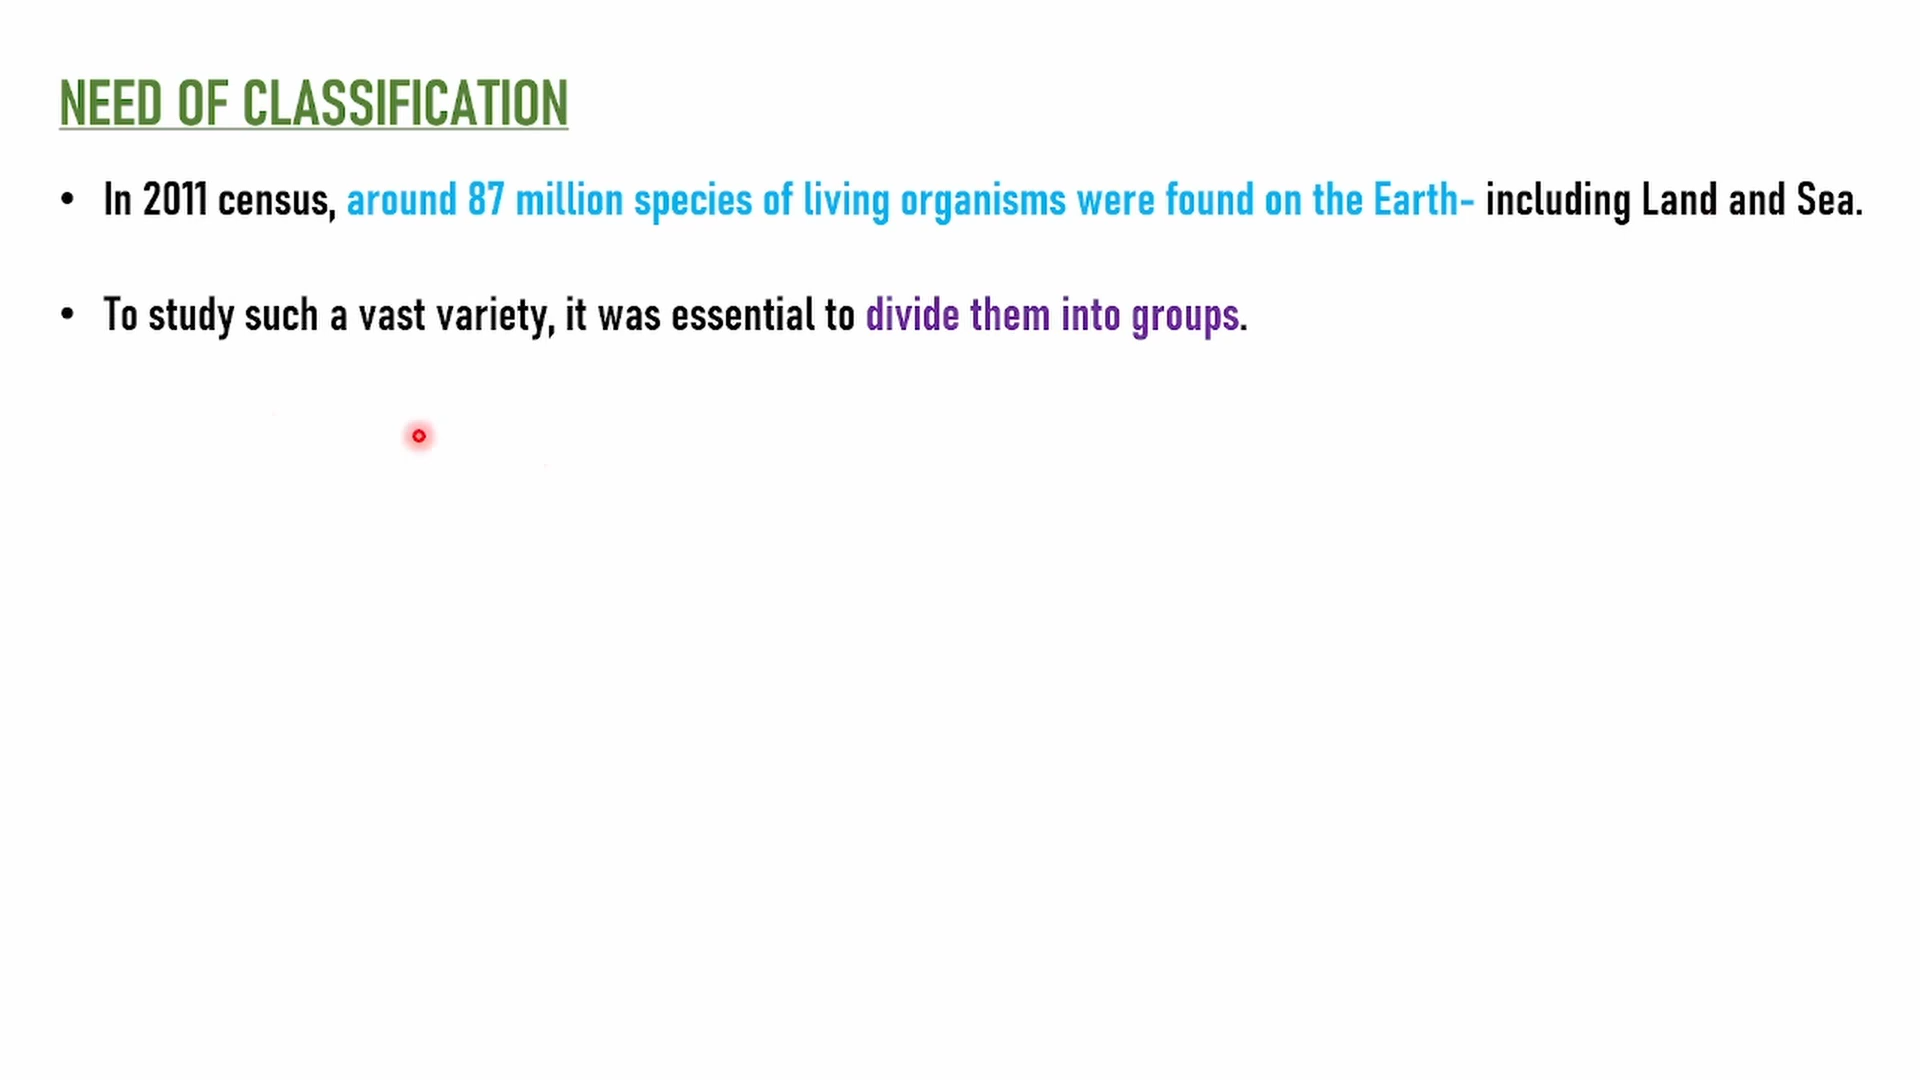 NEED OF CLASSIFICATION
• In 2011 census, around 87 million species of living organisms were found on the Earth- including Land and Sea.
• To study such a vast variety, it was essential to divide them into groups.